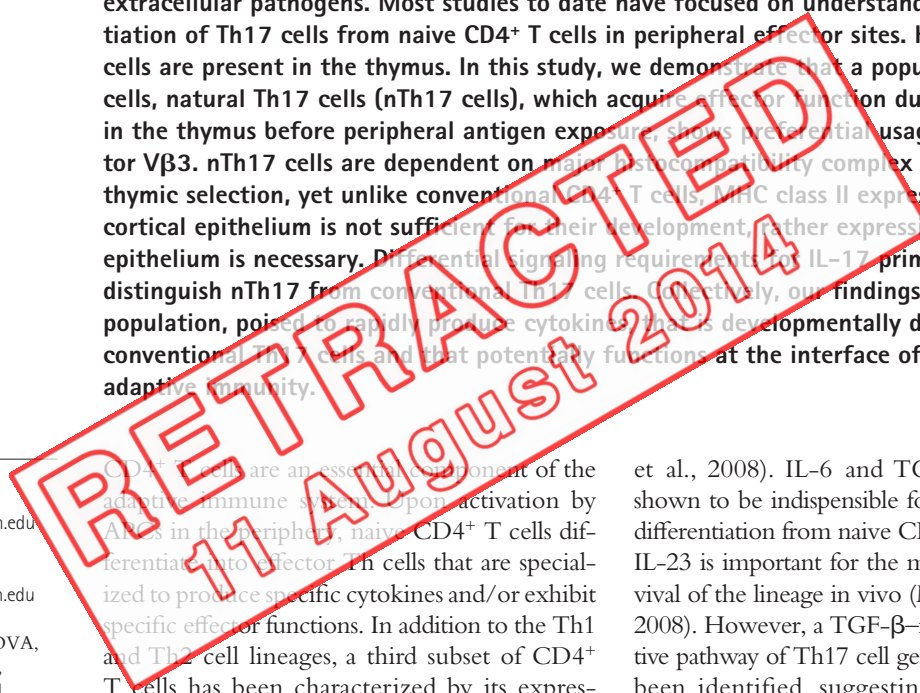 extracellular pathogens. Most studies to date have focused on understand
tiation of Th17 cells from naive CD4⁺ T cells in peripheral effector sites. H
cells are present in the thymus. In this study, we demonstrate that a popu
cells, natural Th17 cells (nTh17 cells), which acquire effector function du
in the thymus before peripheral antigen exposure, shows preferential usag
tor Vβ3. nTh17 cells are dependent on major histocompatibility complex
thymic selection, yet unlike conventional CD4⁺ T cells, MHC class II expres
cortical epithelium is not sufficient for their development, rather express
epithelium is necessary. Differential signaling requirements for IL-17 prim
distinguish nTh17 from conventional Th17 cells. Collectively, our findings
population, poised to rapidly produce cytokines, that is developmentally d
conventional Th17 cells and that potentially functions at the interface of
adaptive immunity.
RETRACTED
11 August 2014
n.edu
n.edu
OVA,
CD4⁺ T cells are an essential component of the
adaptive immune system. Upon activation by
APCs in the periphery, naive CD4⁺ T cells dif-
ferentiate into effector Th cells that are special-
ized to produce specific cytokines and/or exhibit
specific effector functions. In addition to the Th1
and Th2 cell lineages, a third subset of CD4⁺
T cells has been characterized by its expres-
et al., 2008). IL-6 and TG
shown to be indispensible fo
differentiation from naive CD
IL-23 is important for the m
vival of the lineage in vivo (M
2008). However, a TGF-β–
tive pathway of Th17 cell ge
been identified, suggestin